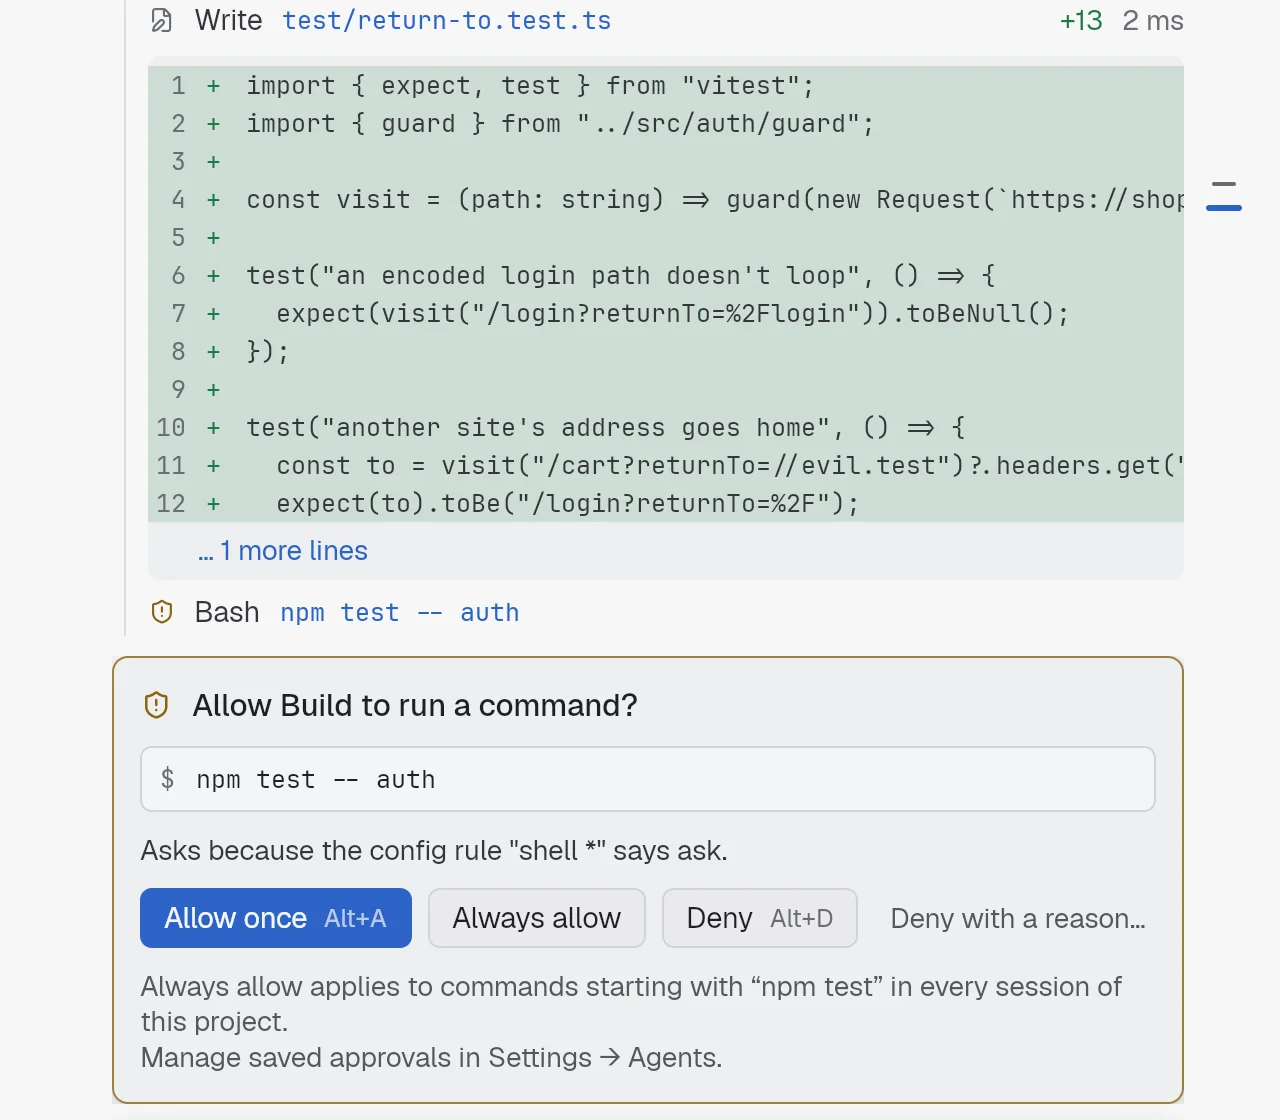 Write test/return-to.test.ts +13 2 ms
1 + import { expect, test } from "vitest";
2 + import { guard } from "../src/auth/guard";
3 +
4 + const visit = (path: string) => guard(new Request(`https://shop
5 +
6 + test("an encoded login path doesn't loop", () => {
7 +   expect(visit("/login?returnTo=%2Flogin")).toBeNull();
8 + });
9 +
10 + test("another site's address goes home", () => {
11 +   const to = visit("/cart?returnTo=//evil.test")?.headers.get("
12 +   expect(to).toBe("/login?returnTo=%2F");
… 1 more lines
Bash npm test -- auth
Allow Build to run a command?
$ npm test -- auth
Asks because the config rule "shell *" says ask.
Allow once Alt+A Always allow Deny Alt+D Deny with a reason…
Always allow applies to commands starting with “npm test” in every session of
this project.
Manage saved approvals in Settings → Agents.